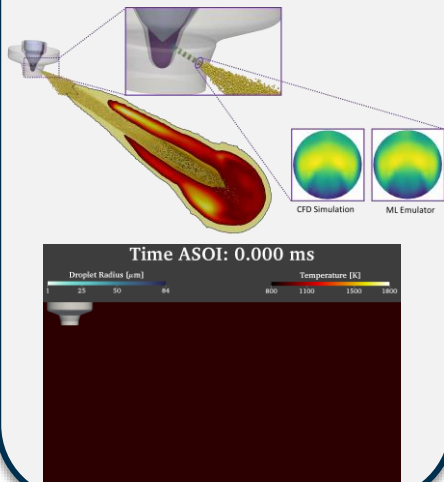 CFD Simulation
ML Emulator
Time ASOI: 0.000 ms
Droplet Radius [μm]
Temperature [K]
1 25 50 84
800 1100 1500 1800